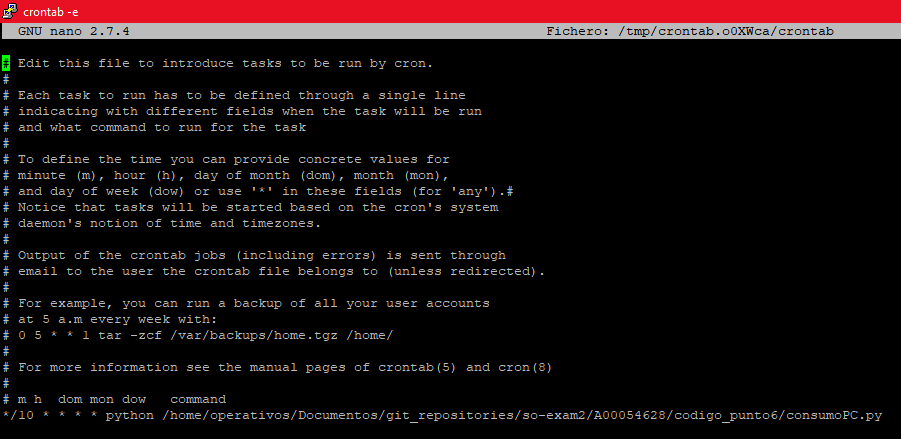 crontab -e
GNU nano 2.7.4 Fichero: /tmp/crontab.o0XWca/crontab
# Edit this file to introduce tasks to be run by cron.
#
# Each task to run has to be defined through a single line
# indicating with different fields when the task will be run
# and what command to run for the task
#
# To define the time you can provide concrete values for
# minute (m), hour (h), day of month (dom), month (mon),
# and day of week (dow) or use '*' in these fields (for 'any').#
# Notice that tasks will be started based on the cron's system
# daemon's notion of time and timezones.
#
# Output of the crontab jobs (including errors) is sent through
# email to the user the crontab file belongs to (unless redirected).
#
# For example, you can run a backup of all your user accounts
# at 5 a.m every week with:
# 0 5 * * 1 tar -zcf /var/backups/home.tgz /home/
#
# For more information see the manual pages of crontab(5) and cron(8)
#
# m h  dom mon dow   command
*/10 * * * * python /home/operativos/Documentos/git_repositories/so-exam2/A00054628/codigo_punto6/consumoPC.py